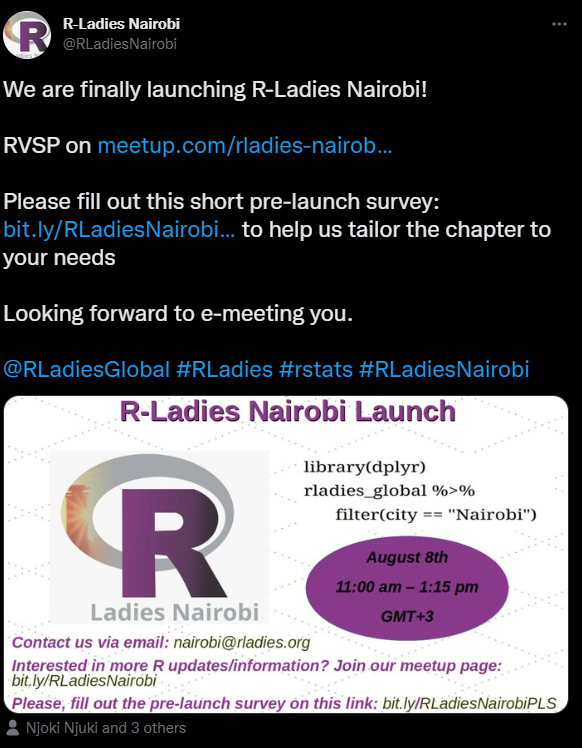 R-Ladies Nairobi
@RLadiesNairobi
We are finally launching R-Ladies Nairobi!
RVSP on meetup.com/rladies-nairob...
Please fill out this short pre-launch survey:
bit.ly/RLadiesNairobi... to help us tailor the chapter to
your needs
Looking forward to e-meeting you.
@RLadiesGlobal #RLadies #rstats #RLadiesNairobi
R-Ladies Nairobi Launch
R
Ladies Nairobi
library(dplyr)
rladies_global %>%
filter(city == "Nairobi")
August 8th
11:00 am – 1:15 pm
GMT+3
Contact us via email: nairobi@rladies.org
Interested in more R updates/information? Join our meetup page:
bit.ly/RLadiesNairobi
Please, fill out the pre-launch survey on this link: bit.ly/RLadiesNairobiPLS
Njoki Njuki and 3 others